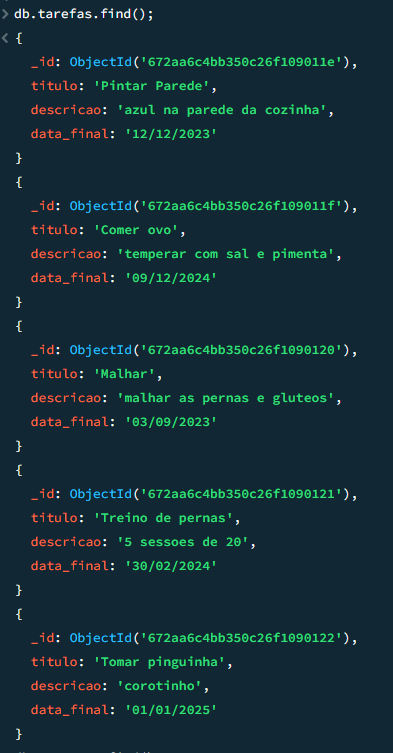 > db.tarefas.find();
< {
_id: ObjectId('672aa6c4bb350c26f109011e'),
titulo: 'Pintar Parede',
descricao: 'azul na parede da cozinha',
data_final: '12/12/2023'
}
{
_id: ObjectId('672aa6c4bb350c26f109011f'),
titulo: 'Comer ovo',
descricao: 'temperar com sal e pimenta',
data_final: '09/12/2024'
}
{
_id: ObjectId('672aa6c4bb350c26f1090120'),
titulo: 'Malhar',
descricao: 'malhar as pernas e gluteos',
data_final: '03/09/2023'
}
{
_id: ObjectId('672aa6c4bb350c26f1090121'),
titulo: 'Treino de pernas',
descricao: '5 sessoes de 20',
data_final: '30/02/2024'
}
{
_id: ObjectId('672aa6c4bb350c26f1090122'),
titulo: 'Tomar pinguinha',
descricao: 'corotinho',
data_final: '01/01/2025'
}